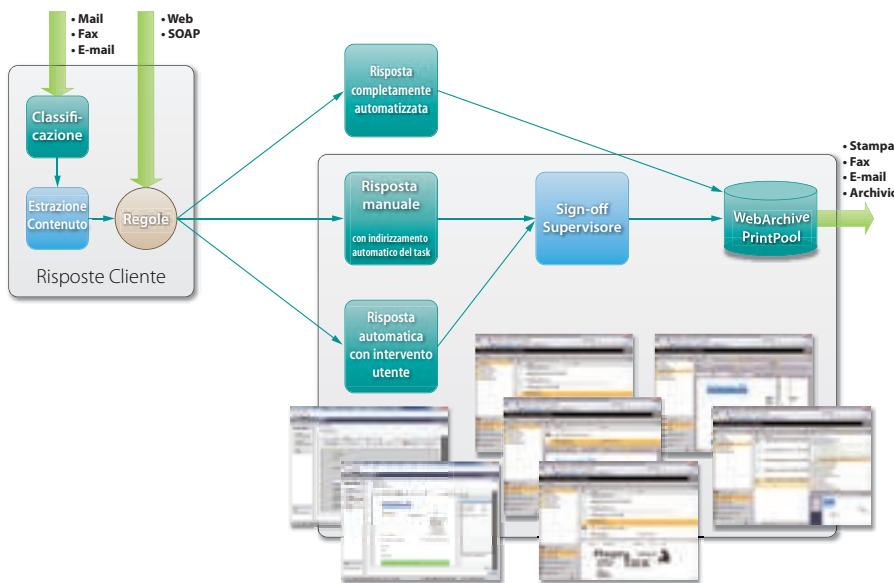 • Mail
• Fax
• E-mail
• Web
• SOAP
Classifi-
cazione
Estrazione
Contenuto
Regole
Risposte Cliente
Risposta
completamente
automatizzata
Risposta
manuale
con indirizzamento
automatico del task
Risposta
automatica
con intervento
utente
Sign-off
Supervisore
WebArchive
PrintPool
• Stampa
• Fax
• E-mail
• Archivio